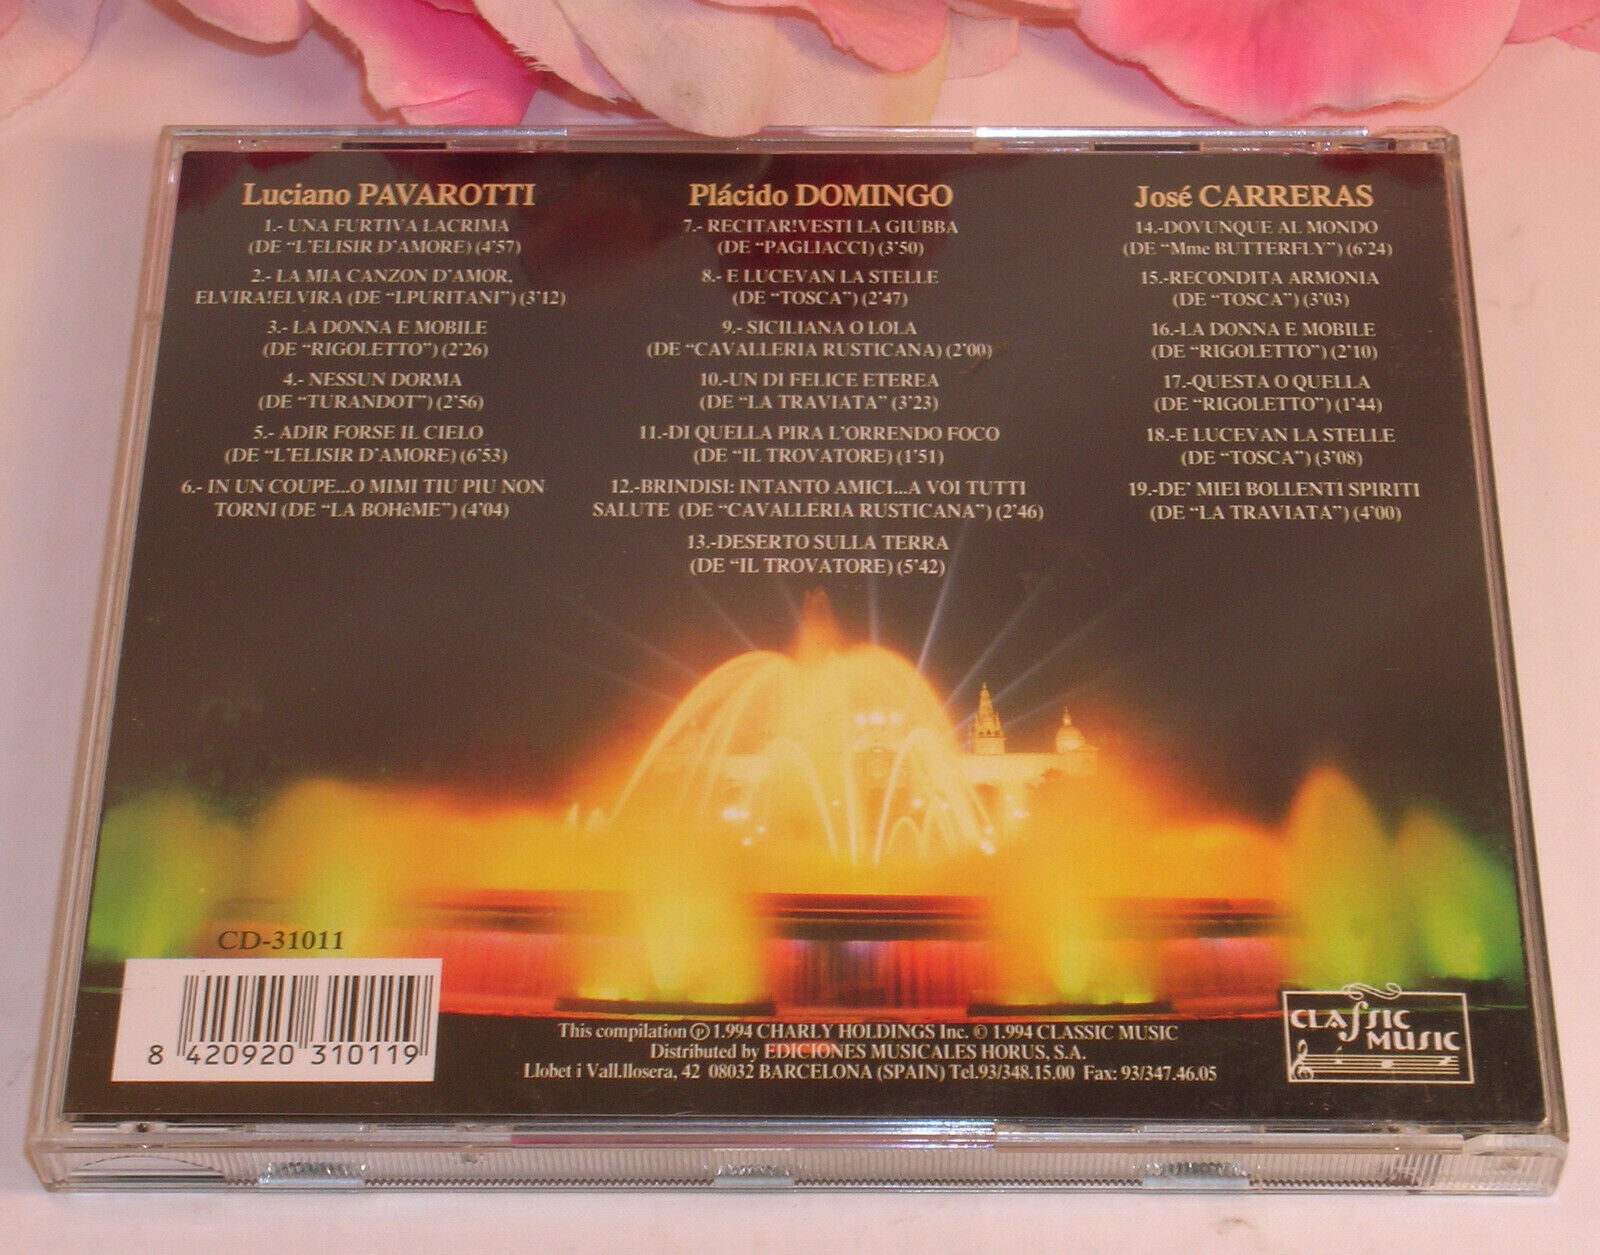 Luciano PAVAROTTI
1.- UNA FURTIVA LACRIMA
(DE "L'ELISIR D'AMORE) (4'57)
2.- LA MIA CANZON D'AMOR,
ELVIRA!ELVIRA (DE "I.PURITANI") (3'12)
3.- LA DONNA E MOBILE
(DE "RIGOLETTO") (2'26)
4.- NESSUN DORMA
(DE "TURANDOT") (2'56)
5.- ADIR FORSE IL CIELO
(DE "L'ELISIR D'AMORE) (6'53)
6.- IN UN COUPE...O MIMI TIU PIU NON
TORNI (DE "LA BOHêME") (4'04)
Plácido DOMINGO
7.- RECITAR!VESTI LA GIUBBA
(DE "PAGLIACCI) (3'50)
8.- E LUCEVAN LA STELLE
(DE "TOSCA") (2'47)
9.- SICILIANA O LOLA
(DE "CAVALLERIA RUSTICANA) (2'00)
10.-UN DI FELICE ETEREA
(DE "LA TRAVIATA" (3'23)
11.-DI QUELLA PIRA L'ORRENDO FOCO
(DE "IL TROVATORE) (1'51)
12.-BRINDISI: INTANTO AMICI...A VOI TUTTI
SALUTE (DE "CAVALLERIA RUSTICANA") (2'46)
13.-DESERTO SULLA TERRA
(DE "IL TROVATORE) (5'42)
José CARRERAS
14.-DOVUNQUE AL MONDO
(DE "Mme BUTTERFLY") (6'24)
15.-RECONDITA ARMONIA
(DE "TOSCA") (3'03)
16.-LA DONNA E MOBILE
(DE "RIGOLETTO") (2'10)
17.-QUESTA O QUELLA
(DE "RIGOLETTO") (1'44)
18.-E LUCEVAN LA STELLE
(DE "TOSCA") (3'08)
19.-DE' MIEI BOLLENTI SPIRITI
(DE "LA TRAVIATA") (4'00)
CD-31011
8 420920 310119
This compilation Ⓟ 1.994 CHARLY HOLDINGS Inc. © 1.994 CLASSIC MUSIC
Distributed by EDICIONES MUSICALES HORUS, S.A.
Llobet i Vall.llosera, 42 08032 BARCELONA (SPAIN) Tel.93/348.15.00 Fax: 93/347.46.05
CLASSIC
MUSIC